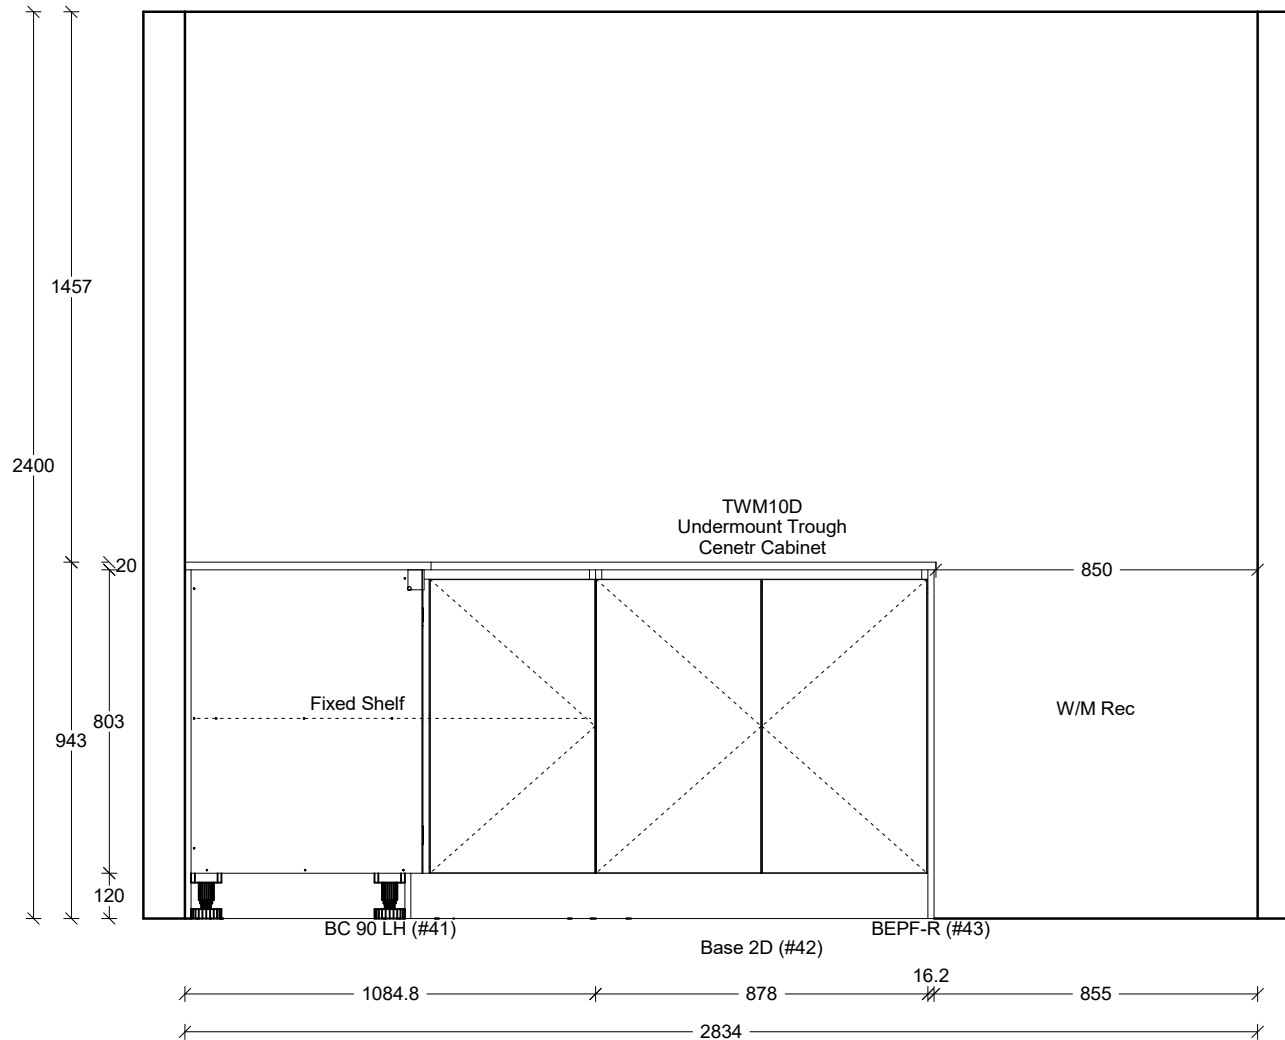 1457
2400
TWM10D
Undermount Trough
Cenetr Cabinet
20
850
Fixed Shelf
W/M Rec
803
943
120
BC 90 LH (#41)
BEPF-R (#43)
Base 2D (#42)
16.2
1084.8
878
855
2834